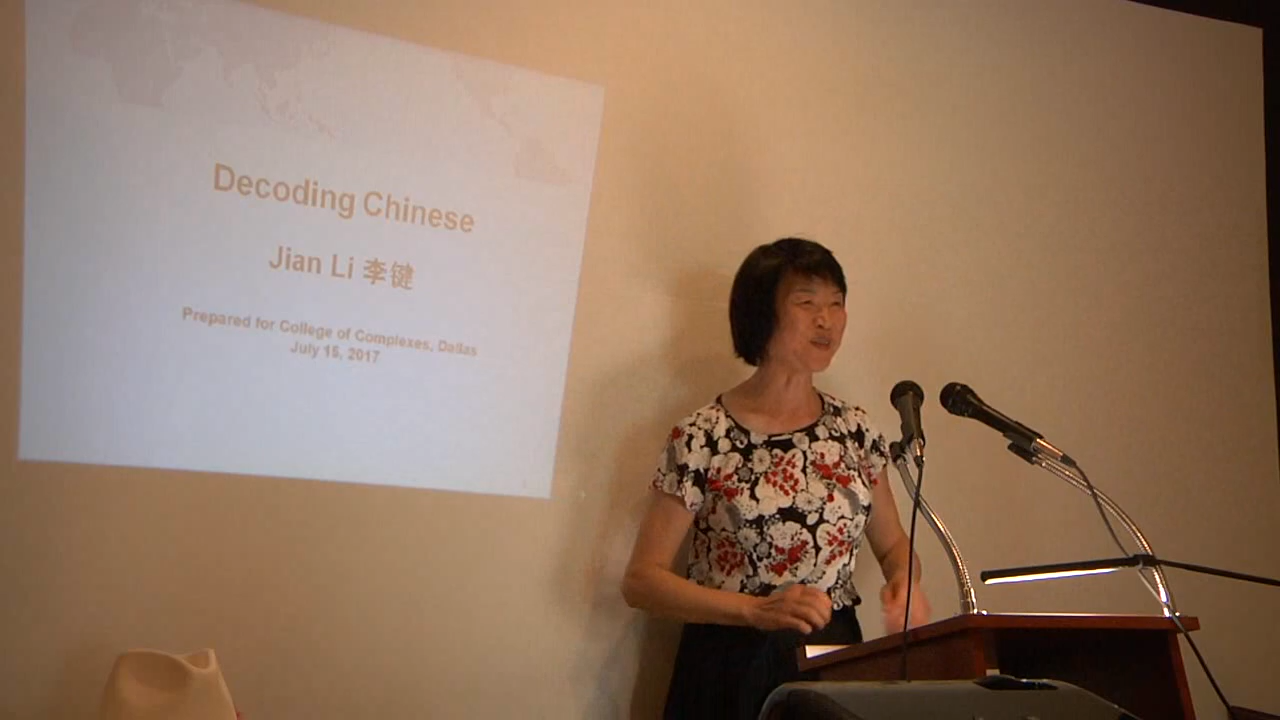 Decoding Chinese
Jian Li 李键
Prepared for College of Complexes, Dallas
July 15, 2017